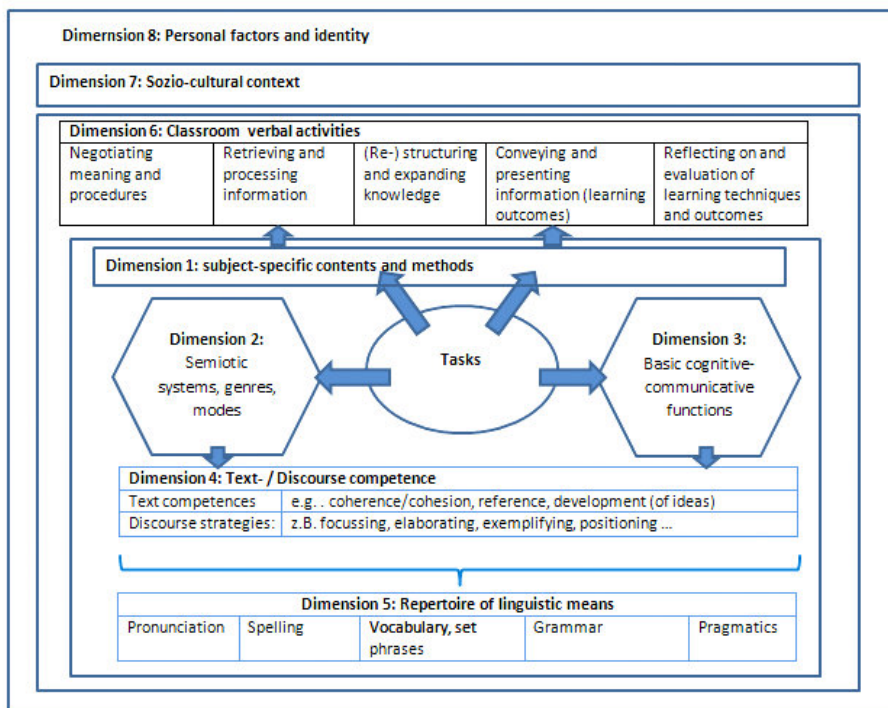 Dimernsion 8: Personal factors and identity
Dimension 7: Sozio-cultural context
Dimension 6: Classroom verbal activities
Negotiating
meaning and
procedures
Retrieving and
processing
information
(Re-) structuring
and expanding
knowledge
Conveying and
presenting
information (learning
outcomes)
Reflecting on and
evaluation of
learning techniques
and outcomes
Dimension 1: subject-specific contents and methods
Dimension 2:
Semiotic
systems, genres,
modes
Tasks
Dimension 3:
Basic cognitive-
communicative
functions
Dimension 4: Text- / Discourse competence
Text competences
e.g. . coherence/cohesion, reference, development (of ideas)
Discourse strategies:
z.B. focussing, elaborating, exemplifying, positioning ...
Dimension 5: Repertoire of linguistic means
Pronunciation
Spelling
Vocabulary, set
phrases
Grammar
Pragmatics